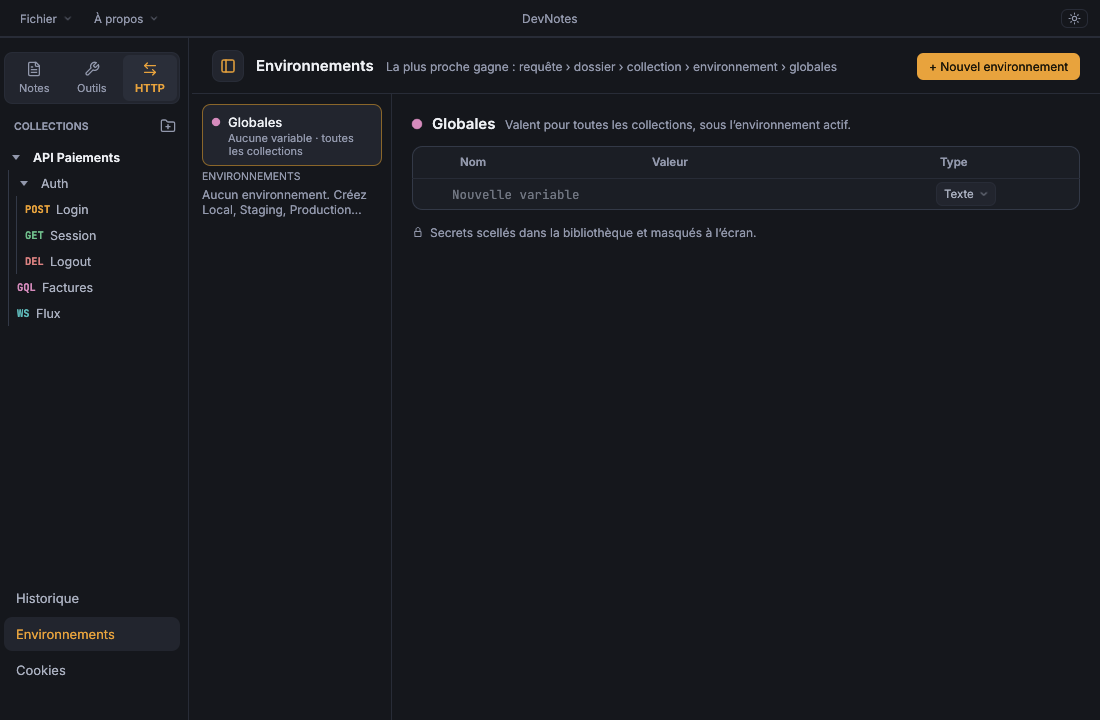 Fichier
À propos
DevNotes
Notes
Outils
HTTP
COLLECTIONS
API Paiements
Auth
POST Login
GET Session
DEL Logout
GQL Factures
WS Flux
Historique
Environnements
Cookies
Environnements
La plus proche gagne : requête › dossier › collection › environnement › globales
+ Nouvel environnement
Globales
Aucune variable · toutes
les collections
ENVIRONNEMENTS
Aucun environnement. Créez
Local, Staging, Production…
Globales
Valent pour toutes les collections, sous l’environnement actif.
Nom
Valeur
Type
Nouvelle variable
Texte
Secrets scellés dans la bibliothèque et masqués à l’écran.